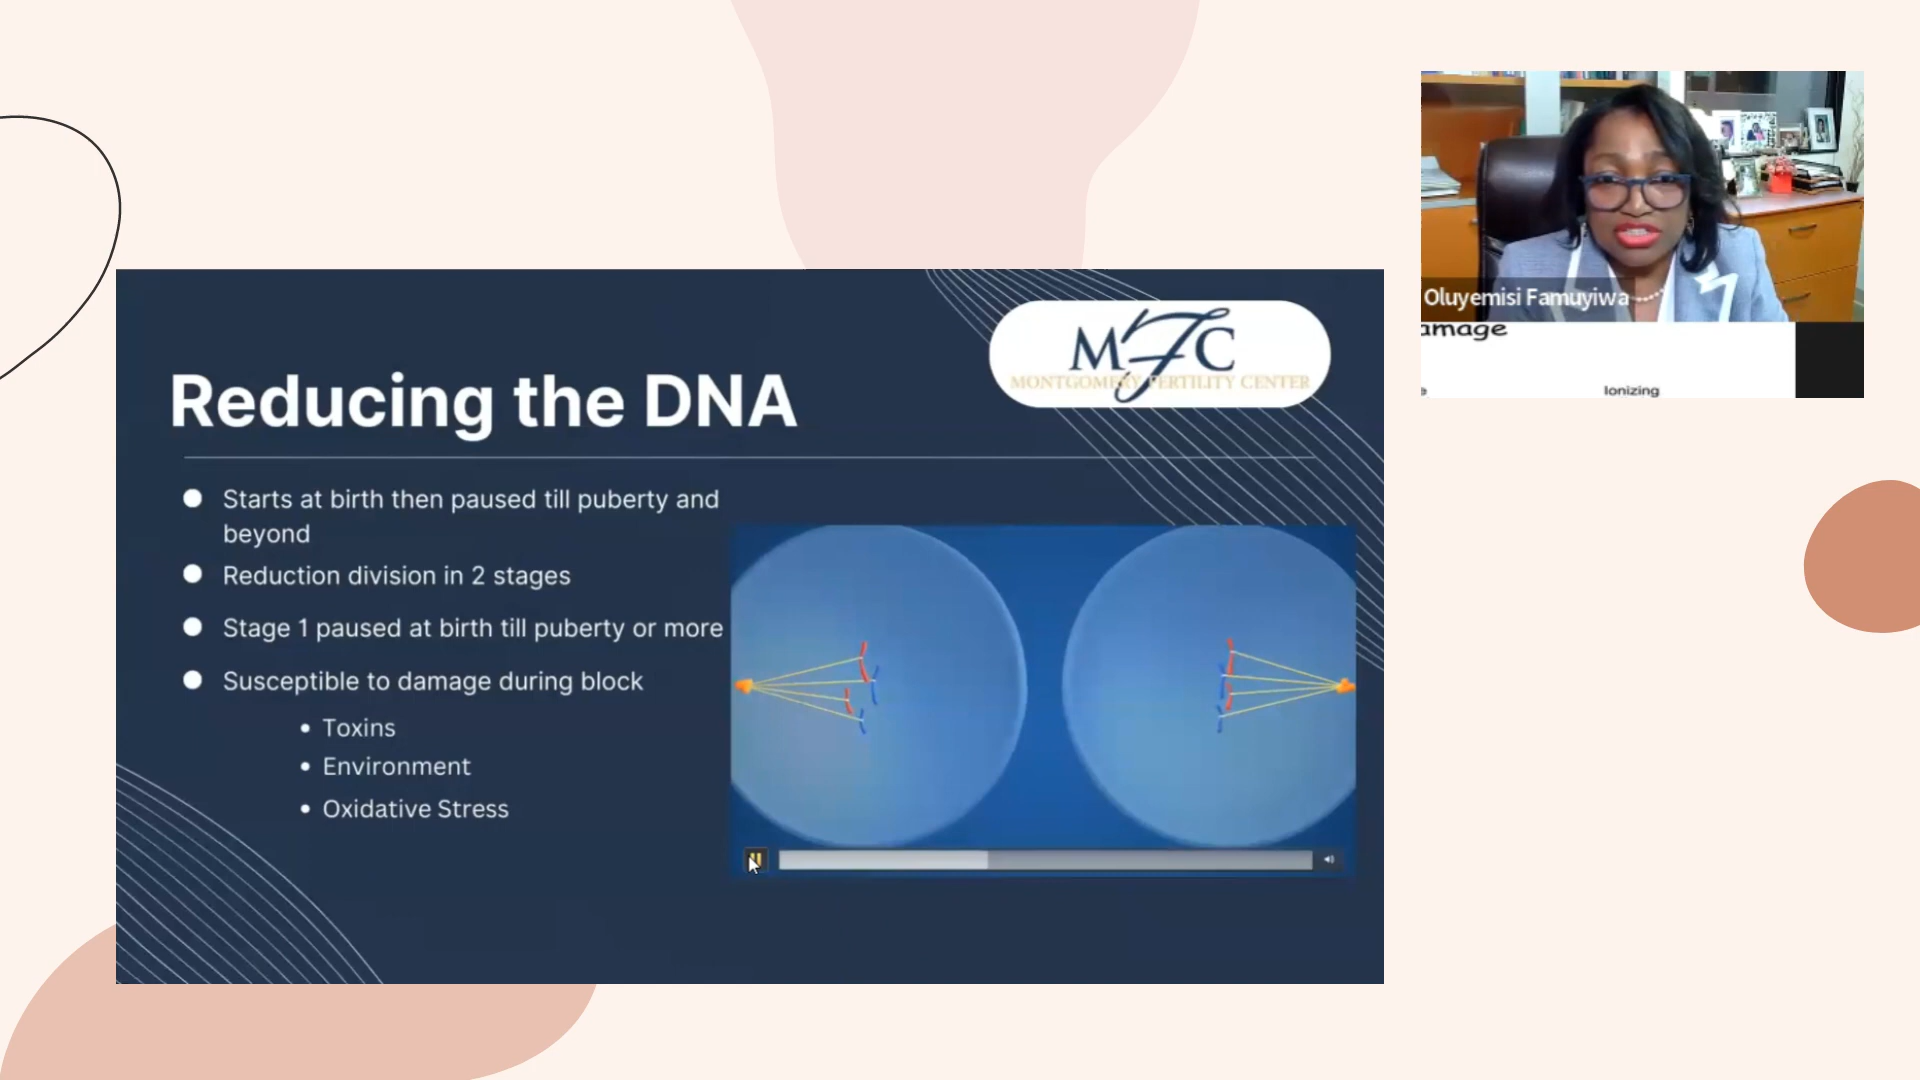 MFC
MONTGOMERY FERTILITY CENTER
Reducing the DNA
Starts at birth then paused till puberty and
beyond
Reduction division in 2 stages
Stage 1 paused at birth till puberty or more
Susceptible to damage during block
Toxins
Environment
Oxidative Stress
Oluyemisi Famuyiwa
amage
e
Ionizing